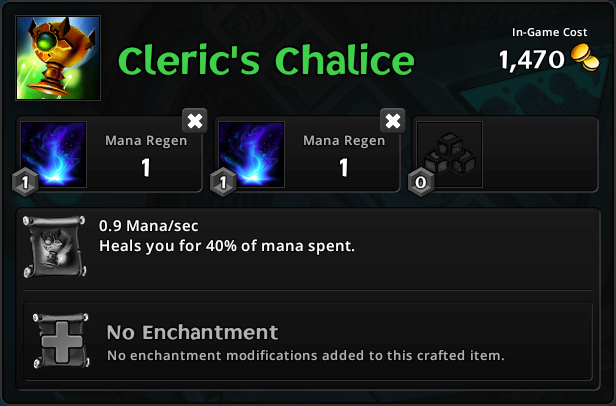 Cleric's Chalice
In-Game Cost
1,470
Mana Regen
1
1
Mana Regen
1
1
0
0.9 Mana/sec
Heals you for 40% of mana spent.
No Enchantment
No enchantment modifications added to this crafted item.